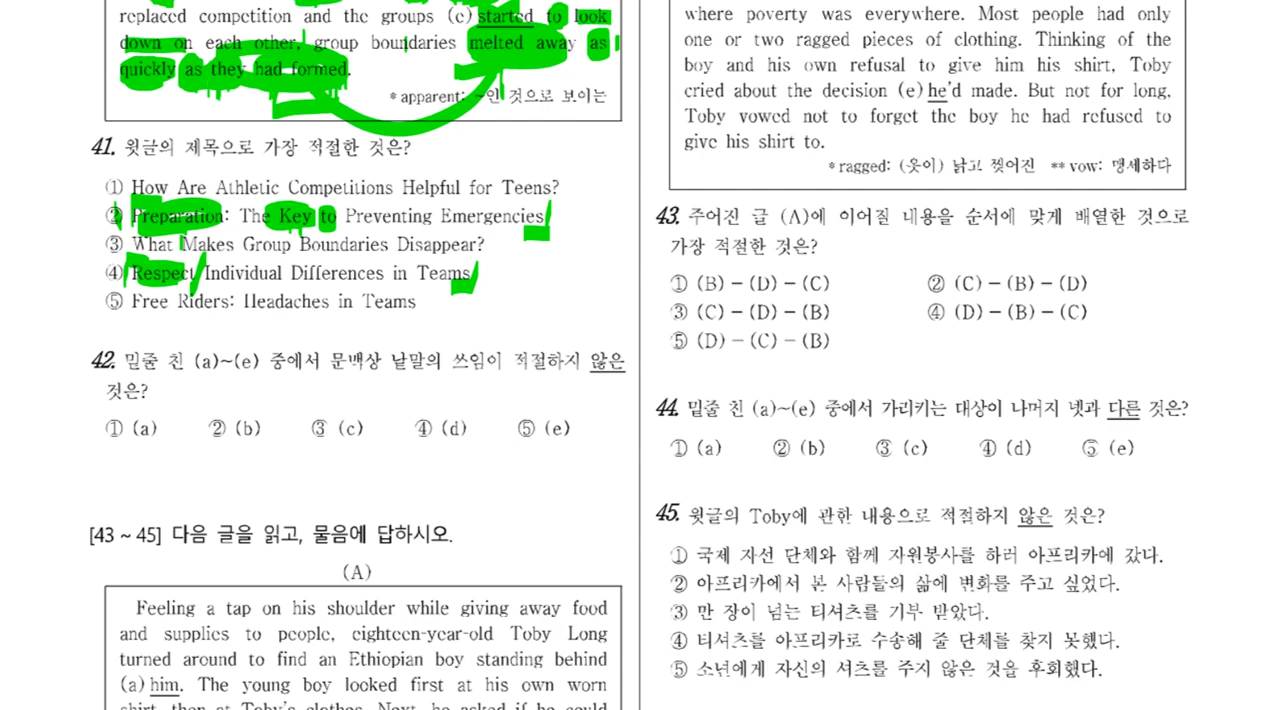 replaced competition and the groups (e) started to look
down on each other, group boundaries melted away as
quickly as they had formed.
* apparent: ~인 것으로 보이는
41. 윗글의 제목으로 가장 적절한 것은?
① How Are Athletic Competitions Helpful for Teens?
② Preparation: The Key to Preventing Emergencies
③ What Makes Group Boundaries Disappear?
④ Respect Individual Differences in Teams
⑤ Free Riders: Headaches in Teams
42. 밑줄 친 (a)~(e) 중에서 문맥상 낱말의 쓰임이 적절하지 않은
것은?
① (a) ② (b) ③ (c) ④ (d) ⑤ (e)
[43 ~ 45] 다음 글을 읽고, 물음에 답하시오.
(A)
Feeling a tap on his shoulder while giving away food
and supplies to people, eighteen-year-old Toby Long
turned around to find an Ethiopian boy standing behind
(a) him. The young boy looked first at his own worn
shirt, then at Toby's clothes. Next, he asked if he could
where poverty was everywhere. Most people had only
one or two ragged pieces of clothing. Thinking of the
boy and his own refusal to give him his shirt, Toby
cried about the decision (e) he'd made. But not for long,
Toby vowed not to forget the boy he had refused to
give his shirt to.
* ragged: (옷이) 낡고 찢어진 ** vow: 맹세하다
43. 주어진 글 (A)에 이어질 내용을 순서에 맞게 배열한 것으로
가장 적절한 것은?
① (B) - (D) - (C) ② (C) - (B) - (D)
③ (C) - (D) - (B) ④ (D) - (B) - (C)
⑤ (D) - (C) - (B)
44. 밑줄 친 (a)~(e) 중에서 가리키는 대상이 나머지 넷과 다른 것은?
① (a) ② (b) ③ (c) ④ (d) ⑤ (e)
45. 윗글의 Toby에 관한 내용으로 적절하지 않은 것은?
① 국제 자선 단체와 함께 자원봉사를 하러 아프리카에 갔다.
② 아프리카에서 본 사람들의 삶에 변화를 주고 싶었다.
③ 만 장이 넘는 티셔츠를 기부 받았다.
④ 티셔츠를 아프리카로 수송해 줄 단체를 찾지 못했다.
⑤ 소년에게 자신의 셔츠를 주지 않은 것을 후회했다.